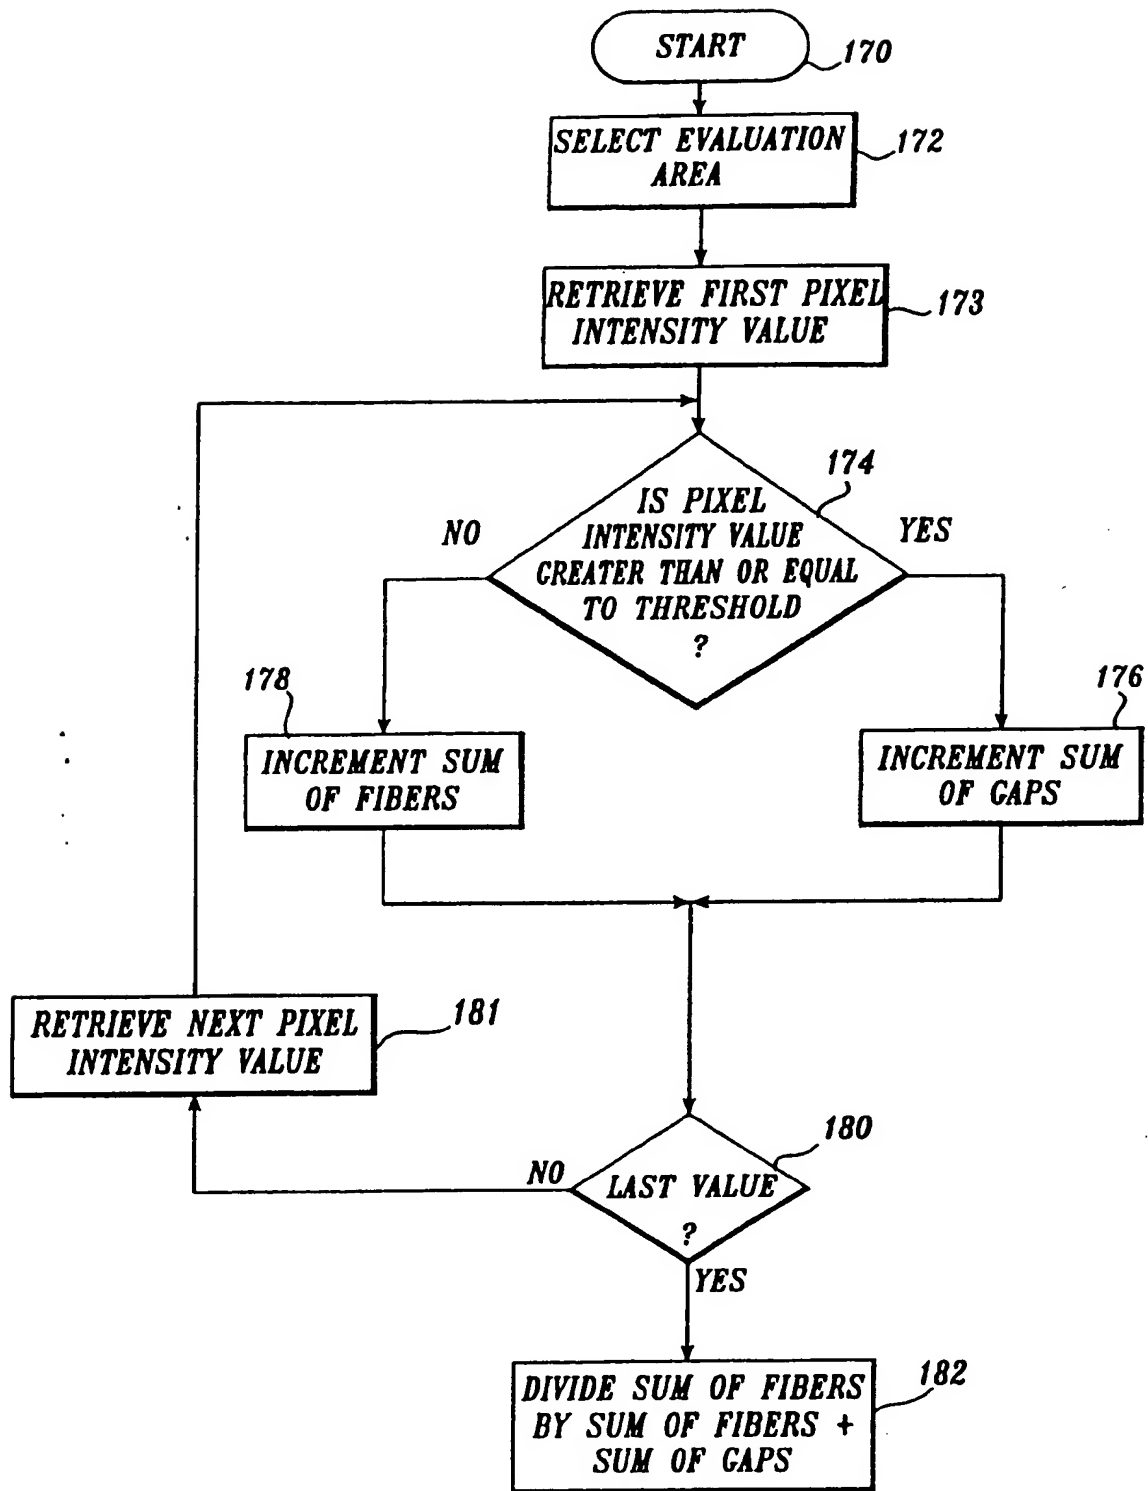 START
170
SELECT EVALUATION
AREA
172
RETRIEVE FIRST PIXEL
INTENSITY VALUE
173
174
IS PIXEL
INTENSITY VALUE
GREATER THAN OR EQUAL
TO THRESHOLD
?
NO
YES
178
INCREMENT SUM
OF FIBERS
176
INCREMENT SUM
OF GAPS
RETRIEVE NEXT PIXEL
INTENSITY VALUE
181
180
LAST VALUE
?
NO
YES
DIVIDE SUM OF FIBERS
BY SUM OF FIBERS +
SUM OF GAPS
182